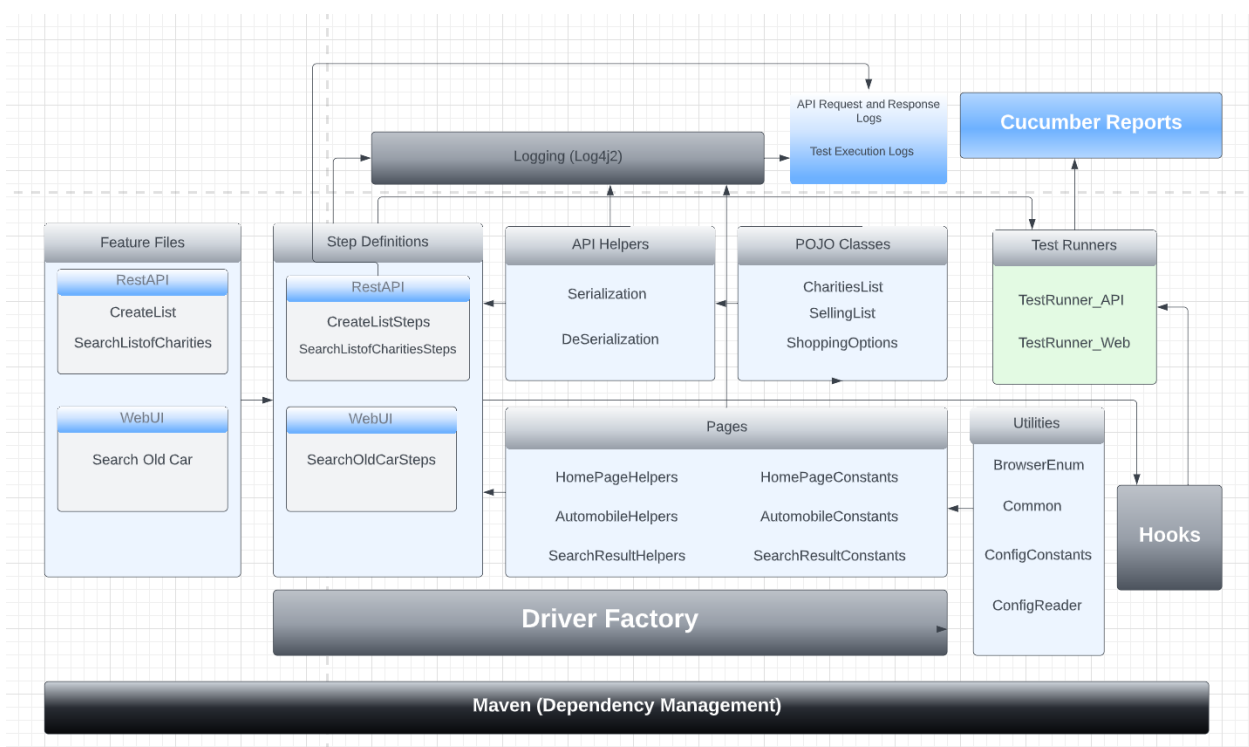 API Request and Response
Logs
Test Execution Logs
Cucumber Reports
Logging (Log4j2)
Feature Files
RestAPI
CreateList
SearchListofCharities
WebUI
Search Old Car
Step Definitions
RestAPI
CreateListSteps
SearchListofCharitiesSteps
WebUI
SearchOldCarSteps
API Helpers
Serialization
DeSerialization
POJO Classes
CharitiesList
SellingList
ShoppingOptions
Test Runners
TestRunner_API
TestRunner_Web
Pages
HomePageHelpers
HomePageConstants
AutomobileHelpers
AutomobileConstants
SearchResultHelpers
SearchResultConstants
Utilities
BrowserEnum
Common
ConfigConstants
ConfigReader
Hooks
Driver Factory
Maven (Dependency Management)